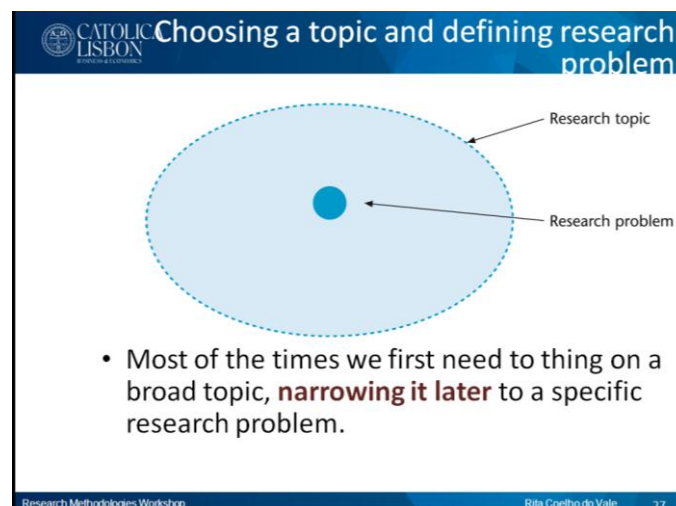 CATOLICA
LISBON
BUSINESS & ECONOMICS
Choosing a topic and defining research
problem
Research topic
Research problem
• Most of the times we first need to thing on a
broad topic, narrowing it later to a specific
research problem.
Research Methodologies Workshop
Rita Coelho do Vale 27